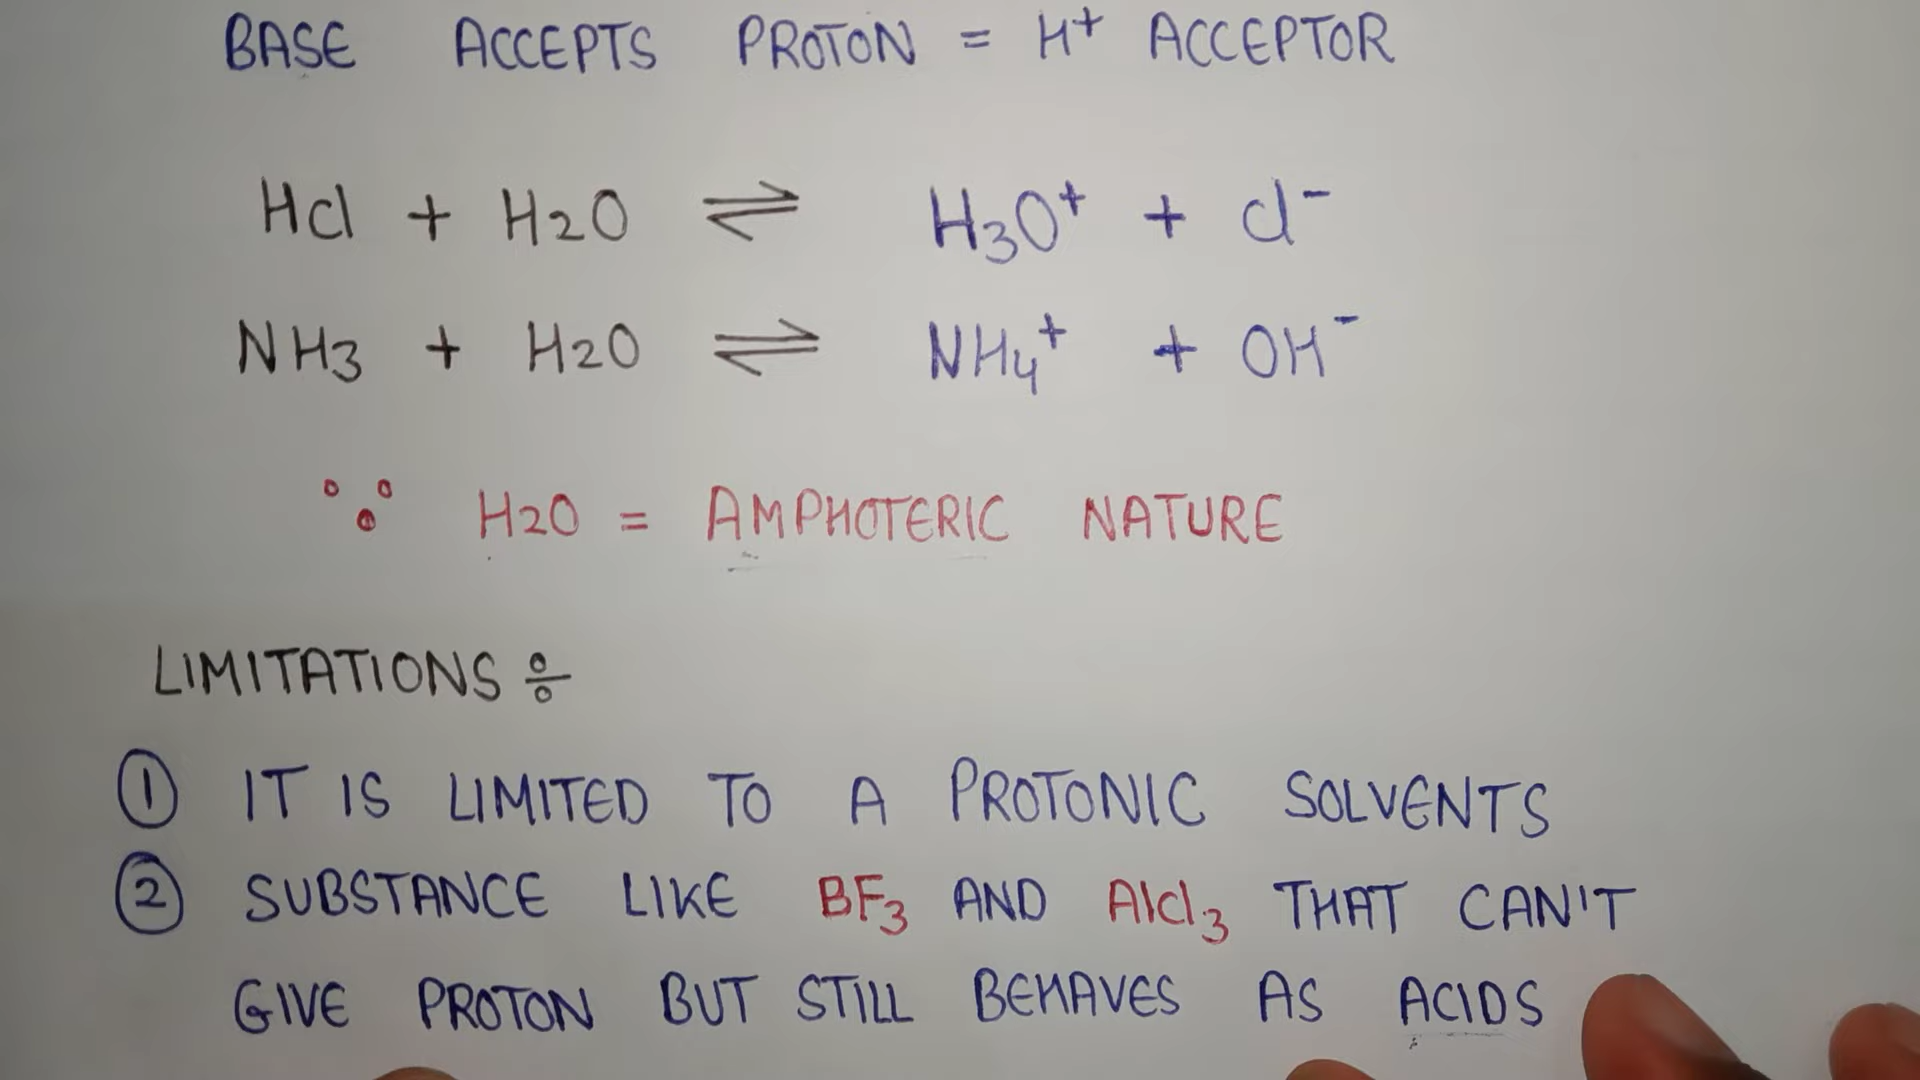 BASE ACCEPTS PROTON = H⁺ ACCEPTOR
HCl + H2O ⇌ H₃O⁺ + Cl⁻
NH3 + H2O ⇌ NH₄⁺ + OH⁻
∵ H2O = AMPHOTERIC NATURE
LIMITATIONS ÷
① IT IS LIMITED TO A PROTONIC SOLVENTS
② SUBSTANCE LIKE BF₃ AND AlCl₃ THAT CAN'T
GIVE PROTON BUT STILL BEHAVES AS ACIDS